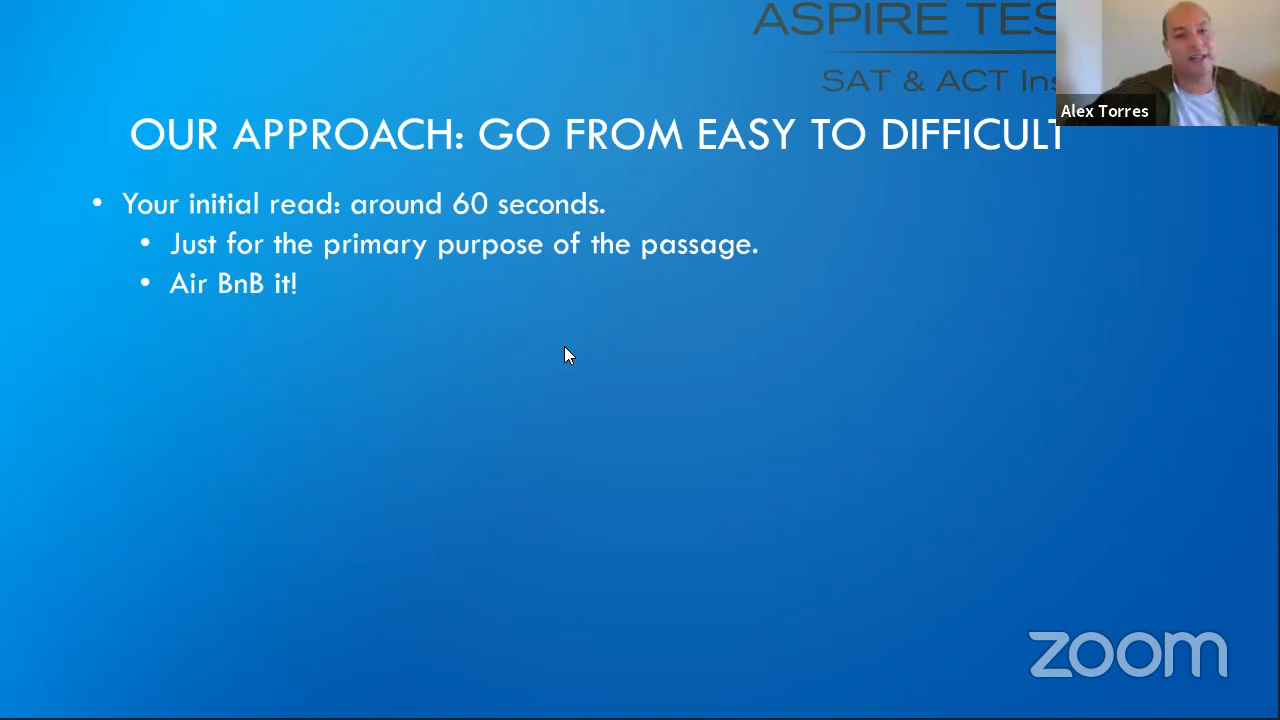 ASPIRE TES
SAT & ACT Ins
Alex Torres
OUR APPROACH: GO FROM EASY TO DIFFICULT
• Your initial read: around 60 seconds.
• Just for the primary purpose of the passage.
• Air BnB it!
zoom